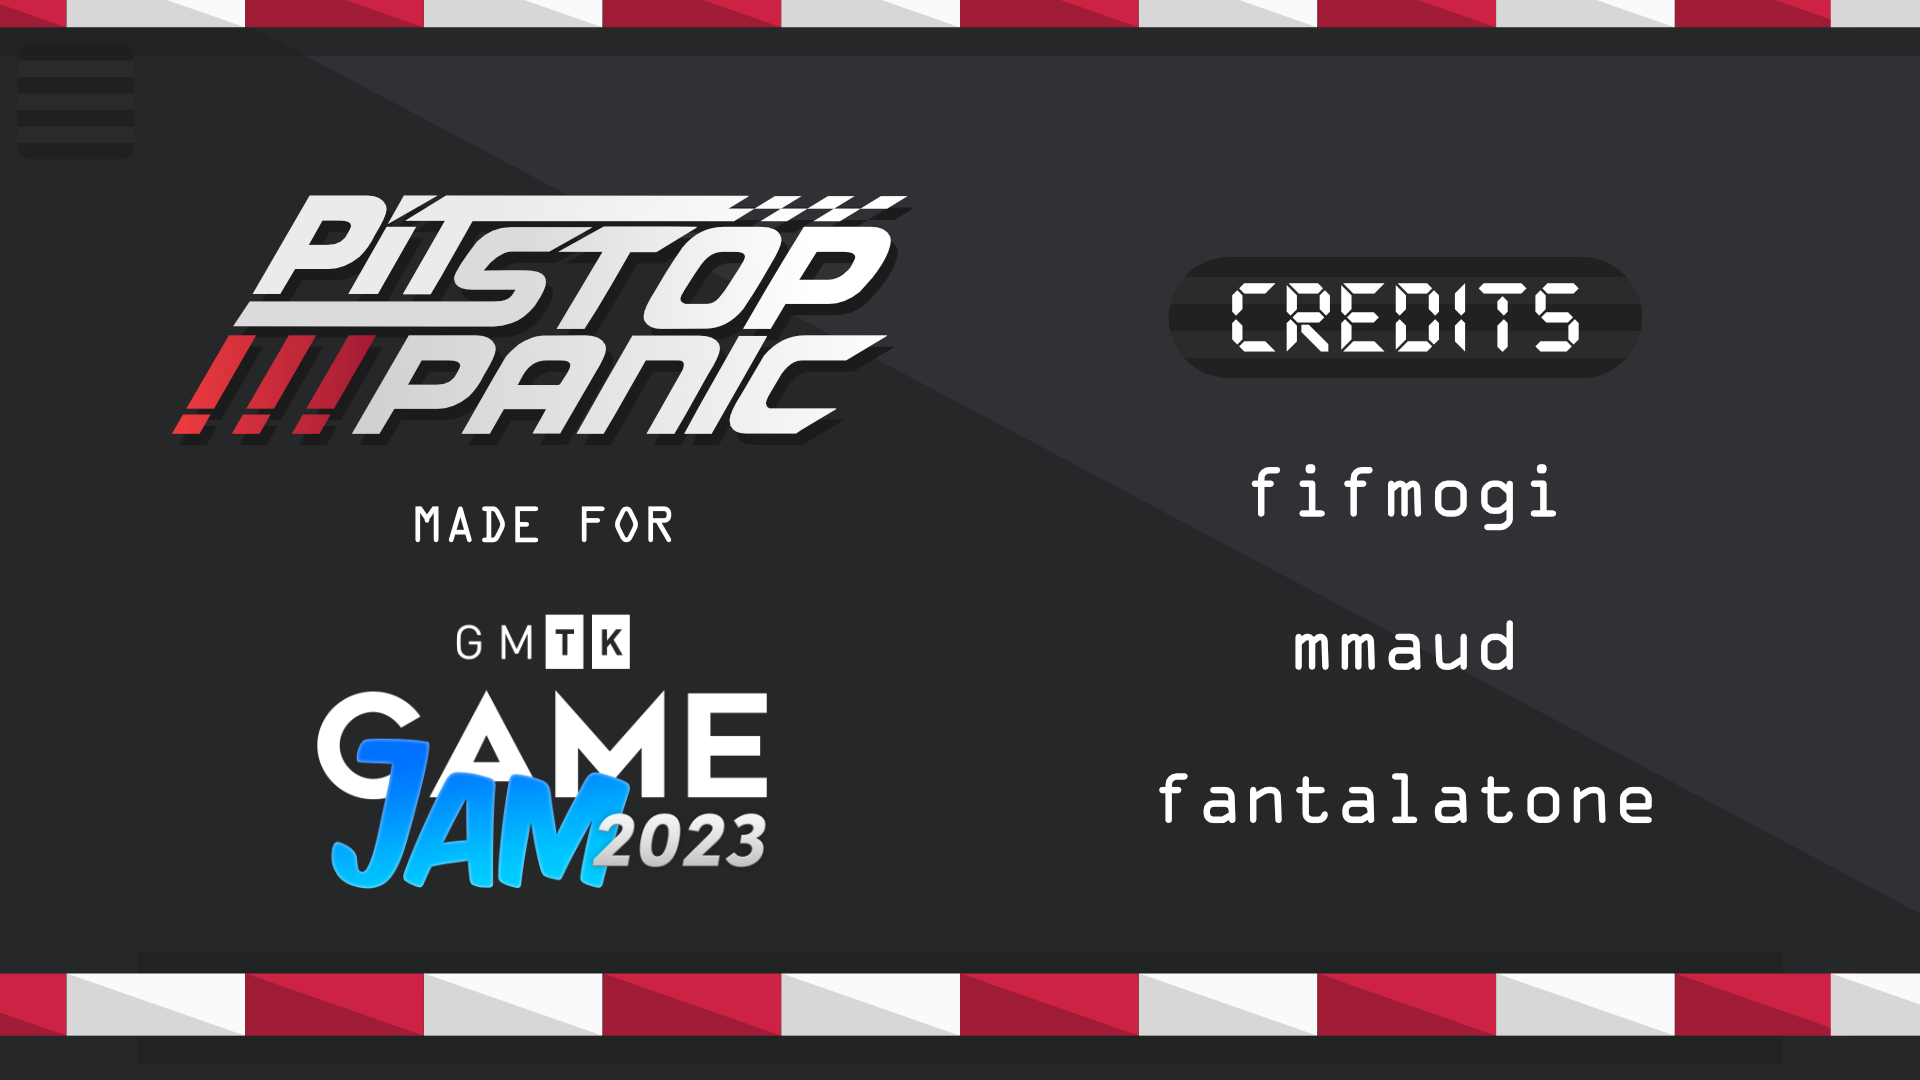 PITSTOP
!!! PANIC
MADE FOR
GMTK
GAME
JAM 2023
CREDITS
fifmogi
mmaud
fantalatone